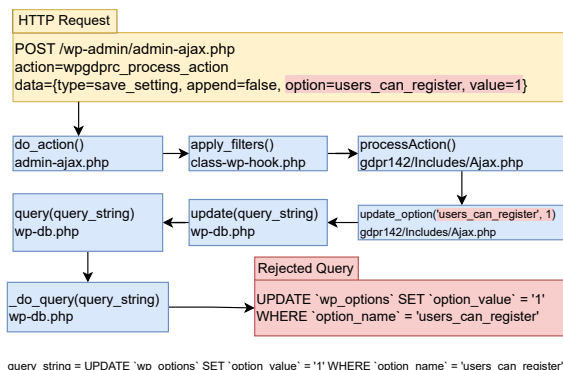 HTTP Request
POST /wp-admin/admin-ajax.php
action=wpgdprc_process_action
data={type=save_setting, append=false, option=users_can_register, value=1}
do_action()
admin-ajax.php
apply_filters()
class-wp-hook.php
processAction()
gdpr142/Includes/Ajax.php
update_option('users_can_register', 1)
gdpr142/Includes/Ajax.php
update(query_string)
wp-db.php
query(query_string)
wp-db.php
_do_query(query_string)
wp-db.php
Rejected Query
UPDATE `wp_options` SET `option_value` = '1'
WHERE `option_name` = 'users_can_register'
query_string = UPDATE `wp_options` SET `option_value` = '1' WHERE `option_name` = 'users_can_register'